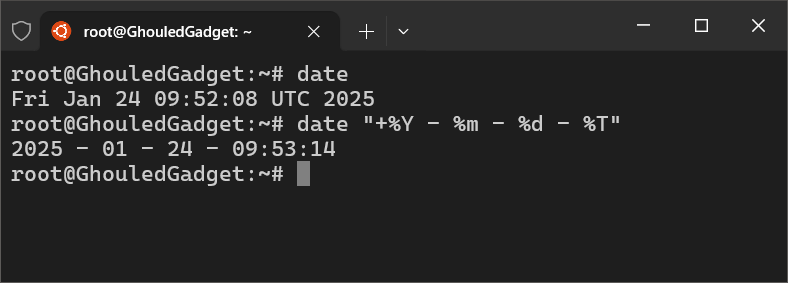 root@GhouledGadget: ~
root@GhouledGadget:~# date
Fri Jan 24 09:52:08 UTC 2025
root@GhouledGadget:~# date "+%Y - %m - %d - %T"
2025 - 01 - 24 - 09:53:14
root@GhouledGadget:~#